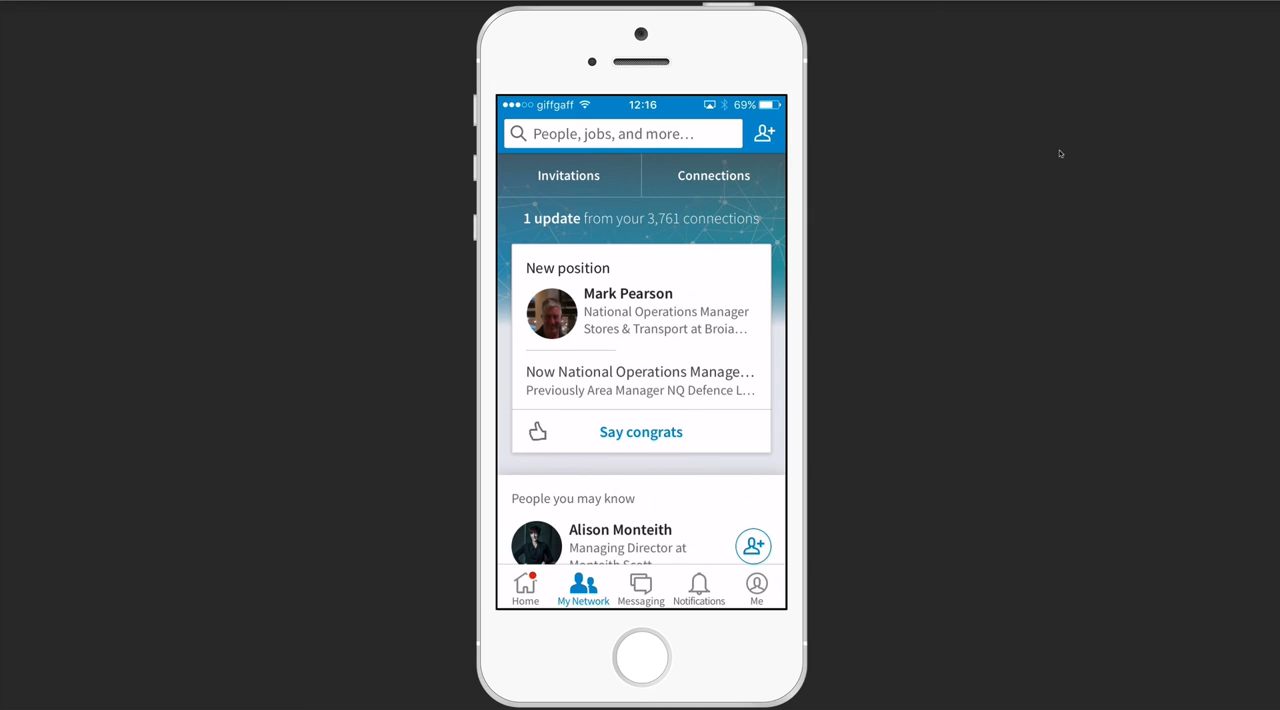 giffgaff 12:16 69%
People, jobs, and more...
Invitations Connections
1 update from your 3,761 connections
New position
Mark Pearson
National Operations Manager
Stores & Transport at Broia...
Now National Operations Manage...
Previously Area Manager NQ Defence L...
Say congrats
People you may know
Alison Monteith
Managing Director at
Monteith Scott
Home My Network Messaging Notifications Me